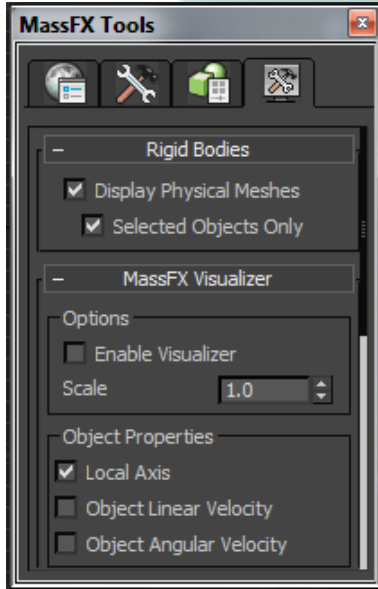 MassFX Tools
Rigid Bodies
Display Physical Meshes
Selected Objects Only
MassFX Visualizer
Options
Enable Visualizer
Scale 1.0
Object Properties
Local Axis
Object Linear Velocity
Object Angular Velocity